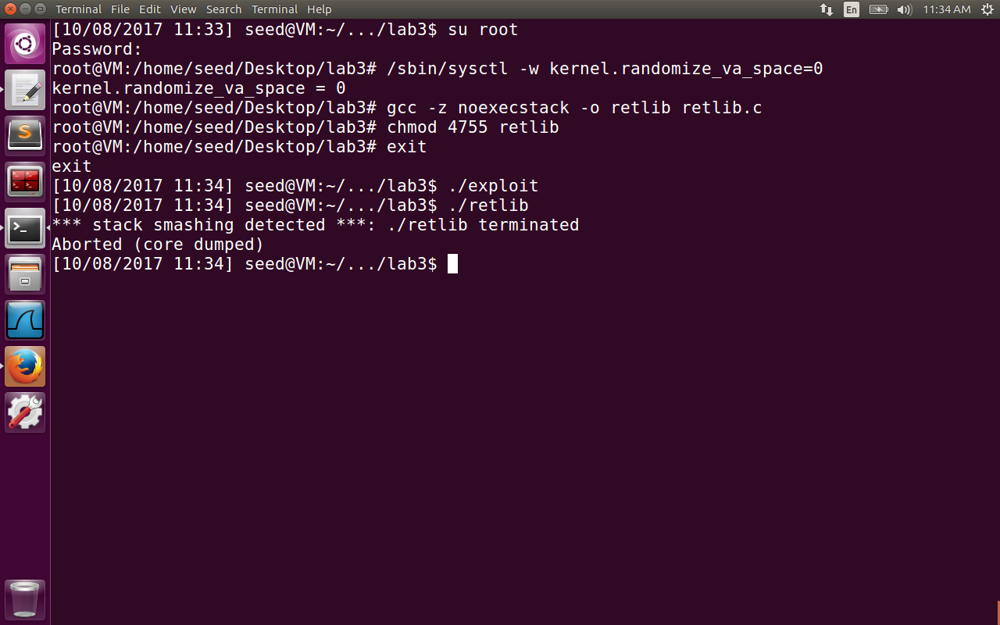 Terminal File Edit View Search Terminal Help En 11:34 AM
[10/08/2017 11:33] seed@VM:~/.../lab3$ su root
Password:
root@VM:/home/seed/Desktop/lab3# /sbin/sysctl -w kernel.randomize_va_space=0
kernel.randomize_va_space = 0
root@VM:/home/seed/Desktop/lab3# gcc -z noexecstack -o retlib retlib.c
root@VM:/home/seed/Desktop/lab3# chmod 4755 retlib
root@VM:/home/seed/Desktop/lab3# exit
exit
[10/08/2017 11:34] seed@VM:~/.../lab3$ ./exploit
[10/08/2017 11:34] seed@VM:~/.../lab3$ ./retlib
*** stack smashing detected ***: ./retlib terminated
Aborted (core dumped)
[10/08/2017 11:34] seed@VM:~/.../lab3$